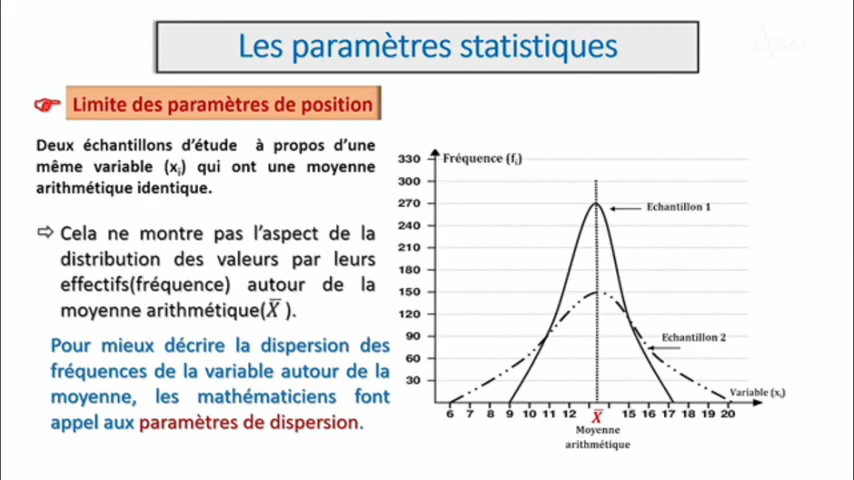 Les paramètres statistiques
Limite des paramètres de position
Deux échantillons d'étude à propos d'une
même variable (xi) qui ont une moyenne
arithmétique identique.
⇨ Cela ne montre pas l'aspect de la
distribution des valeurs par leurs
effectifs(fréquence) autour de la
moyenne arithmétique(X̅ ).
Pour mieux décrire la dispersion des
fréquences de la variable autour de la
moyenne, les mathématiciens font
appel aux paramètres de dispersion.
Fréquence (fi)
330
300
270
240
210
180
150
120
90
60
30
Echantillon 1
Echantillon 2
Variable (xi)
6 7 8 9 10 11 12 X̅ 15 16 17 18 19 20
Moyenne
arithmétique